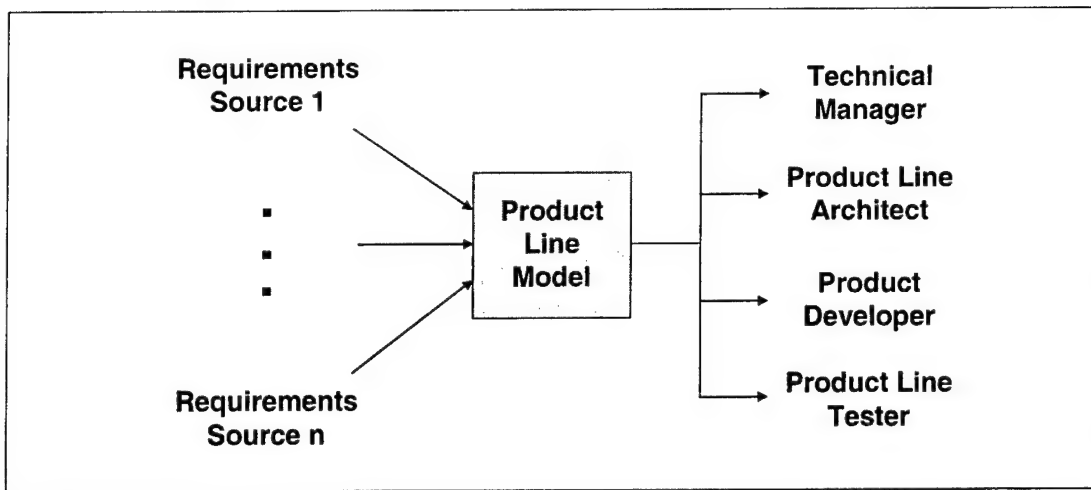 Requirements
Source 1
Requirements
Source n
Product
Line
Model
Technical
Manager
Product Line
Architect
Product
Developer
Product Line
Tester